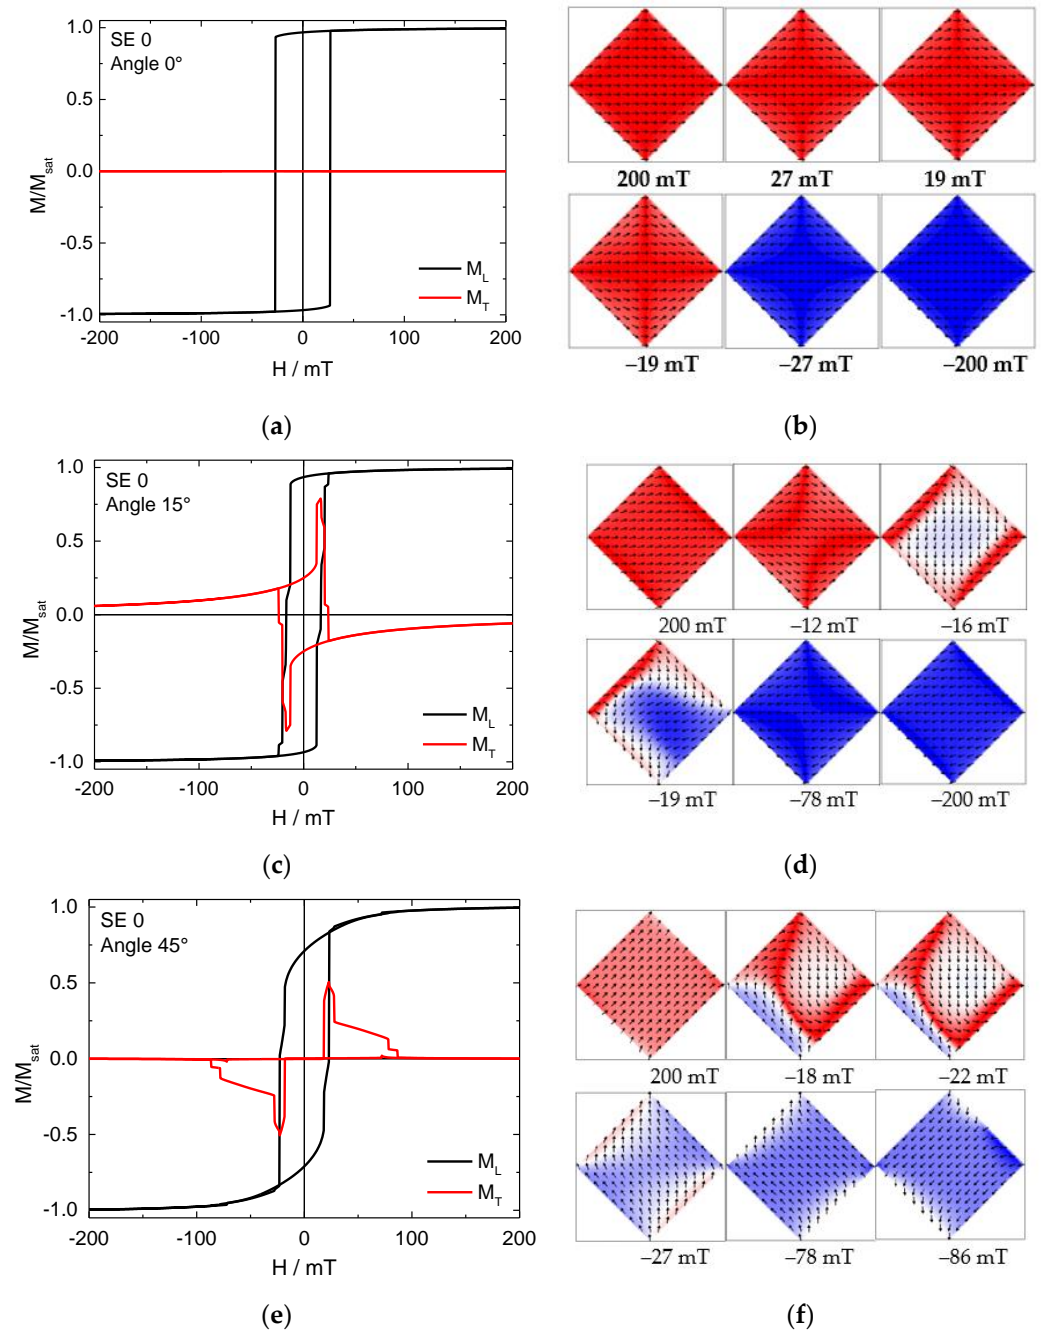 SE 0
Angle 0°
1.0
0.5
0.0
-0.5
-1.0
M/M_sat
M_L
M_T
-200 -100 0 100 200
H / mT
(a)
200 mT 27 mT 19 mT
−19 mT −27 mT −200 mT
(b)
SE 0
Angle 15°
1.0
0.5
0.0
-0.5
-1.0
M/M_sat
M_L
M_T
-200 -100 0 100 200
H / mT
(c)
200 mT −12 mT −16 mT
−19 mT −78 mT −200 mT
(d)
SE 0
Angle 45°
1.0
0.5
0.0
-0.5
-1.0
M/M_sat
M_L
M_T
-200 -100 0 100 200
H / mT
(e)
200 mT −18 mT −22 mT
−27 mT −78 mT −86 mT
(f)